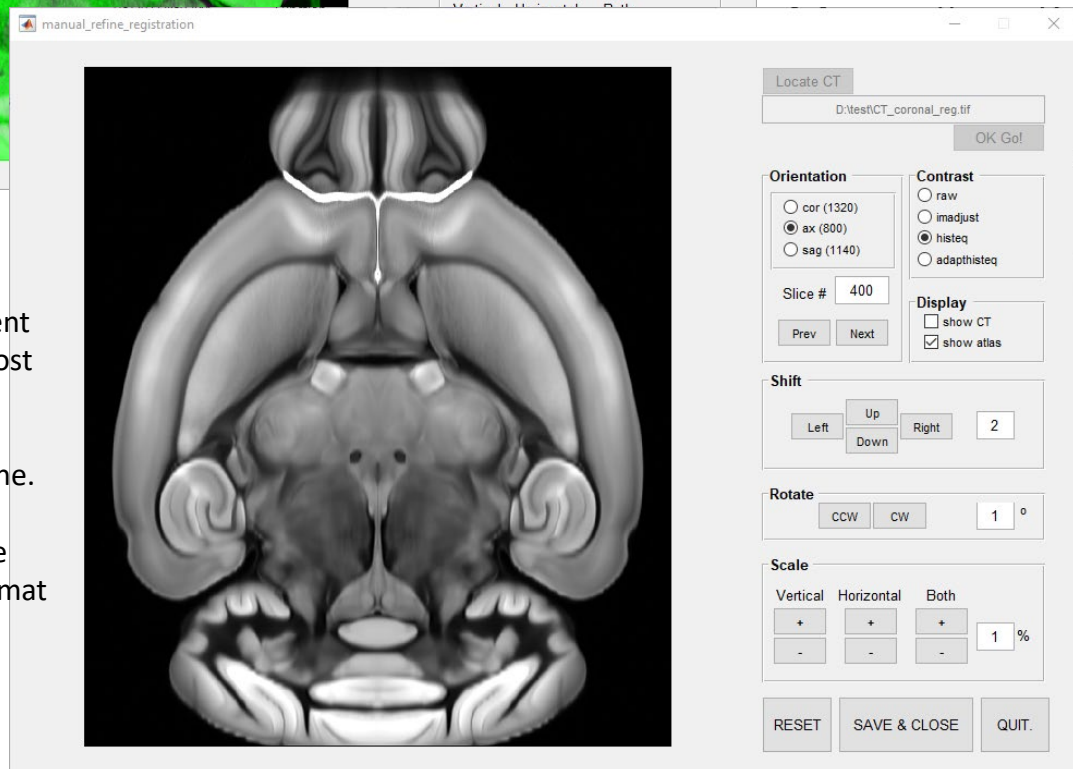 manual_refine_registration
Locate CT
D:\test\CT_coronal_reg.tif
OK Go!
Orientation
cor (1320)
ax (800)
sag (1140)
Slice # 400
Prev Next
Contrast
raw
imadjust
histeq
adapthisteq
Display
show CT
show atlas
Shift
Left Up Down Right 2
Rotate
CCW CW 1 º
Scale
Vertical Horizontal Both
+ + +
- - - 1 %
RESET SAVE & CLOSE QUIT.
ent
ost
ne.
e
mat